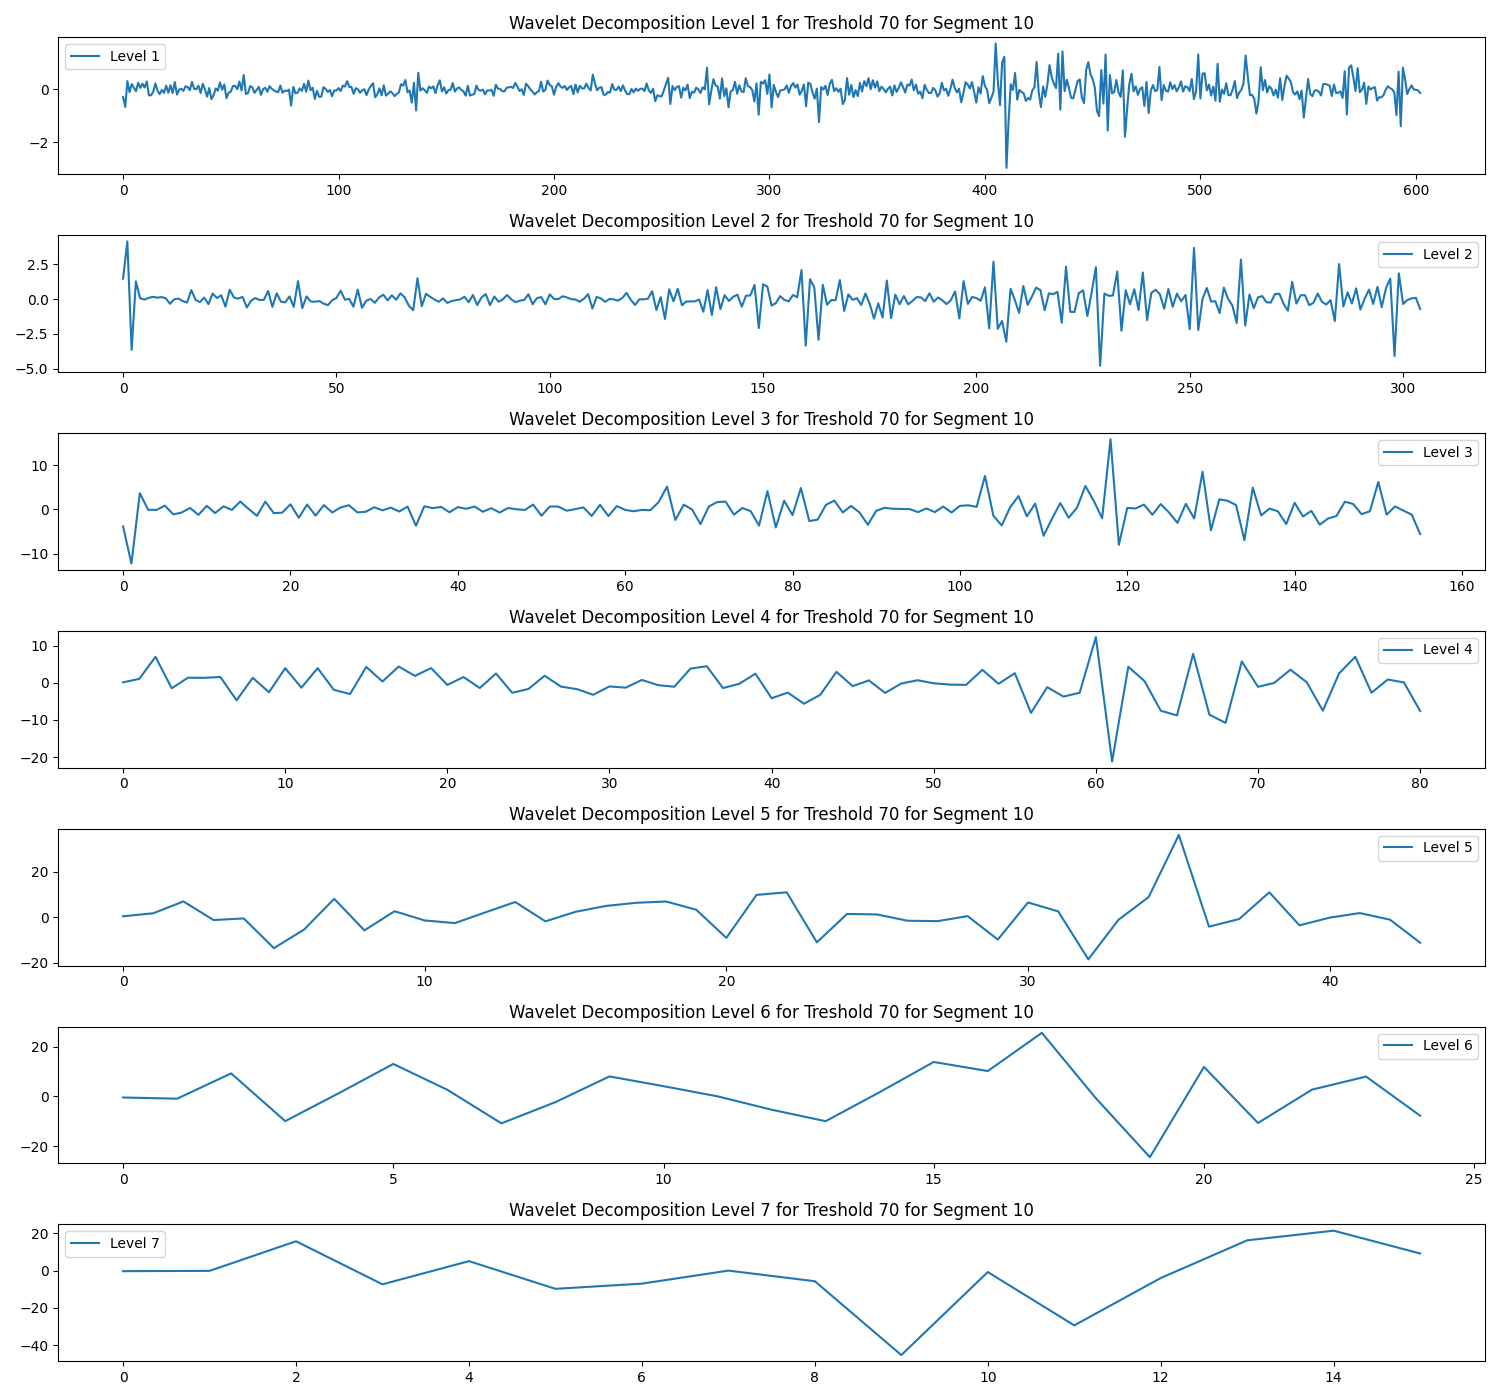 Wavelet Decomposition Level 1 for Treshold 70 for Segment 10
Level 1
0
−2
0 100 200 300 400 500 600
Wavelet Decomposition Level 2 for Treshold 70 for Segment 10
Level 2
2.5
0.0
−2.5
−5.0
0 50 100 150 200 250 300
Wavelet Decomposition Level 3 for Treshold 70 for Segment 10
Level 3
10
0
−10
0 20 40 60 80 100 120 140 160
Wavelet Decomposition Level 4 for Treshold 70 for Segment 10
Level 4
10
0
−10
−20
0 10 20 30 40 50 60 70 80
Wavelet Decomposition Level 5 for Treshold 70 for Segment 10
Level 5
20
0
−20
0 10 20 30 40
Wavelet Decomposition Level 6 for Treshold 70 for Segment 10
Level 6
20
0
−20
0 5 10 15 20 25
Wavelet Decomposition Level 7 for Treshold 70 for Segment 10
Level 7
20
0
−20
−40
0 2 4 6 8 10 12 14